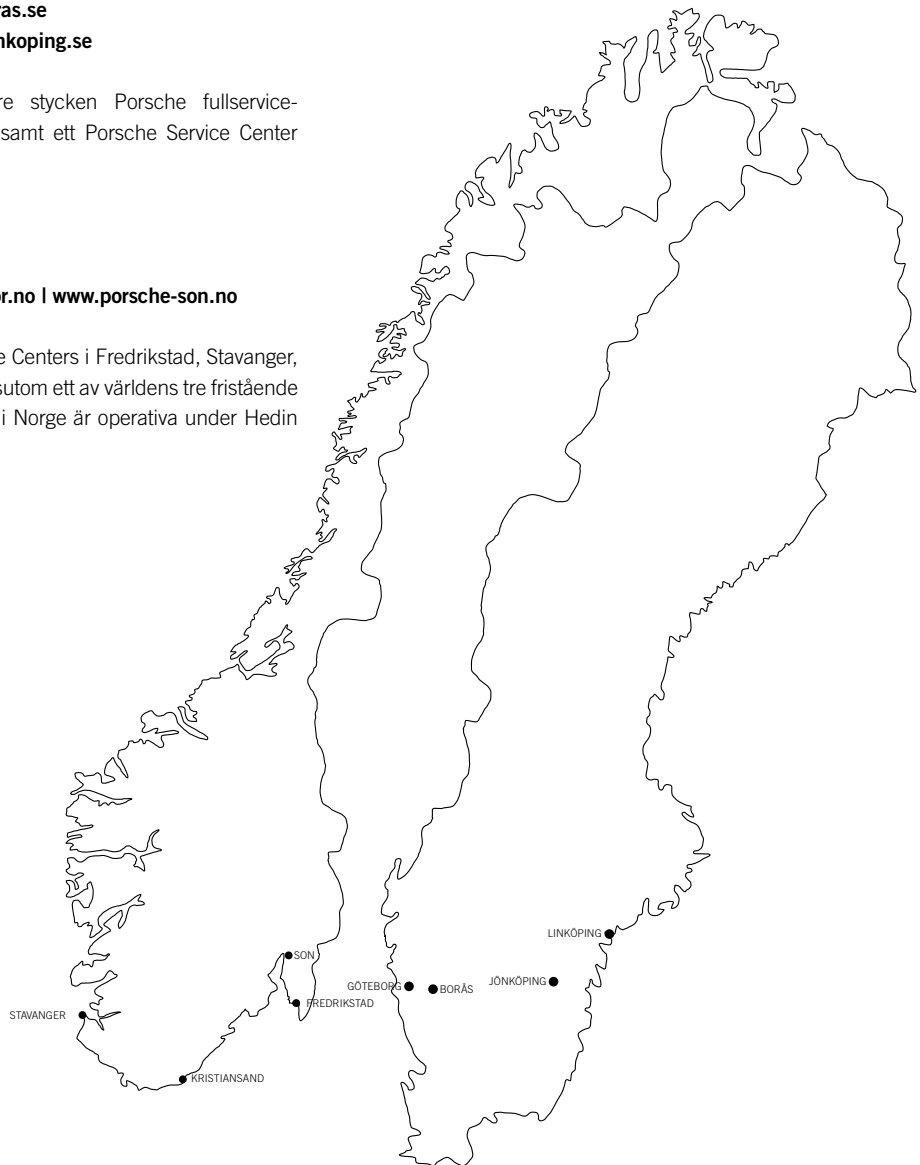 as.se
nkoping.se
re stycken Porsche fullservice-
samt ett Porsche Service Center
r.no | www.porsche-son.no
e Centers i Fredrikstad, Stavanger,
sutom ett av världens tre fristående
i Norge är operativa under Hedin
LINKÖPING
SON
GÖTEBORG
BORÅS
JÖNKÖPING
FREDRIKSTAD
STAVANGER
KRISTIANSAND